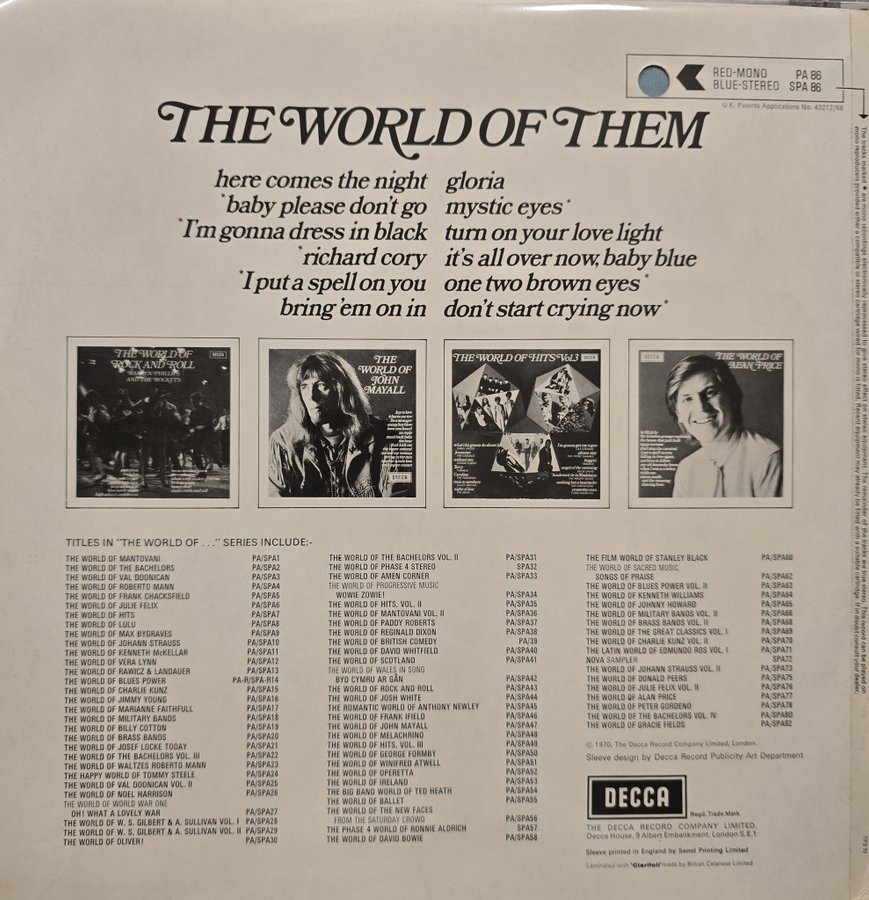 RED-MONO PA 86
BLUE-STEREO SPA 86
U.K. Patents Applications No. 43212/68
THE WORLD OF THEM
here comes the night
*baby please don't go
*I'm gonna dress in black
*richard cory
*I put a spell on you
bring 'em on in
gloria
mystic eyes*
turn on your love light
it's all over now, baby blue
one two brown eyes*
don't start crying now*
THE WORLD OF
ROCK AND ROLL
AND THE ROCKETS
DECCA
THE
WORLD OF
JOHN
MAYALL
DECCA
THE WORLD OF HITS Vol.3
DECCA
DECCA
THE WORLD OF
ALAN PRICE
TITLES IN "THE WORLD OF . . ." SERIES INCLUDE:-
THE WORLD OF MANTOVANI PA/SPA1
THE WORLD OF THE BACHELORS PA/SPA2
THE WORLD OF VAL DOONICAN PA/SPA3
THE WORLD OF ROBERTO MANN PA/SPA4
THE WORLD OF FRANK CHACKSFIELD PA/SPA5
THE WORLD OF JULIE FELIX PA/SPA6
THE WORLD OF HITS PA/SPA7
THE WORLD OF LULU PA/SPA8
THE WORLD OF MAX BYGRAVES PA/SPA9
THE WORLD OF JOHANN STRAUSS PA/SPA10
THE WORLD OF KENNETH McKELLAR PA/SPA11
THE WORLD OF VERA LYNN PA/SPA12
THE WORLD OF RAWICZ & LANDAUER PA/SPA13
THE WORLD OF BLUES POWER PA-R/SPA-R14
THE WORLD OF CHARLIE KUNZ PA/SPA15
THE WORLD OF JIMMY YOUNG PA/SPA16
THE WORLD OF MARIANNE FAITHFULL PA/SPA17
THE WORLD OF MILITARY BANDS PA/SPA18
THE WORLD OF BILLY COTTON PA/SPA19
THE WORLD OF BRASS BANDS PA/SPA20
THE WORLD OF JOSEF LOCKE TODAY PA/SPA21
THE WORLD OF THE BACHELORS VOL. III PA/SPA22
THE WORLD OF WALTZES ROBERTO MANN PA/SPA23
THE HAPPY WORLD OF TOMMY STEELE PA/SPA24
THE WORLD OF VAL DOONICAN VOL. II PA/SPA25
THE WORLD OF NOEL HARRISON PA/SPA26
THE WORLD OF WORLD WAR ONE
OH! WHAT A LOVELY WAR PA/SPA27
THE WORLD OF W. S. GILBERT & A. SULLIVAN VOL. I PA/SPA28
THE WORLD OF W. S. GILBERT & A. SULLIVAN VOL. II PA/SPA29
THE WORLD OF OLIVER! PA/SPA30
THE WORLD OF THE BACHELORS VOL. II PA/SPA31
THE WORLD OF PHASE 4 STEREO SPA32
THE WORLD OF AMEN CORNER PA/SPA33
THE WORLD OF PROGRESSIVE MUSIC
WOWIE ZOWIE! PA/SPA34
THE WORLD OF HITS, VOL. II PA/SPA35
THE WORLD OF MANTOVANI VOL. II PA/SPA36
THE WORLD OF PADDY ROBERTS PA/SPA37
THE WORLD OF REGINALD DIXON PA/SPA38
THE WORLD OF BRITISH COMEDY PA/39
THE WORLD OF DAVID WHITFIELD PA/SPA40
THE WORLD OF SCOTLAND PA/SPA41
THE WORLD OF WALES IN SONG
BYD CYMRU AR GÂN PA/SPA42
THE WORLD OF ROCK AND ROLL PA/SPA43
THE WORLD OF JOSH WHITE PA/SPA44
THE ROMANTIC WORLD OF ANTHONY NEWLEY PA/SPA45
THE WORLD OF FRANK IFIELD PA/SPA46
THE WORLD OF JOHN MAYALL PA/SPA47
THE WORLD OF MELACHRINO PA/SPA48
THE WORLD OF HITS, VOL. III PA/SPA49
THE WORLD OF GEORGE FORMBY PA/SPA50
THE WORLD OF WINIFRED ATWELL PA/SPA51
THE WORLD OF OPERETTA PA/SPA52
THE WORLD OF IRELAND PA/SPA53
THE BIG BAND WORLD OF TED HEATH PA/SPA54
THE WORLD OF BALLET PA/SPA55
THE WORLD OF THE NEW FACES
FROM THE SATURDAY CROWD PA/SPA56
THE PHASE 4 WORLD OF RONNIE ALDRICH SPA57
THE WORLD OF DAVID BOWIE PA/SPA58
THE FILM WORLD OF STANLEY BLACK PA/SPA60
THE WORLD OF SACRED MUSIC
SONGS OF PRAISE PA/SPA62
THE WORLD OF BLUES POWER VOL. II PA/SPA63
THE WORLD OF KENNETH WILLIAMS PA/SPA64
THE WORLD OF JOHNNY HOWARD PA/SPA65
THE WORLD OF MILITARY BANDS VOL. II PA/SPA66
THE WORLD OF BRASS BANDS VOL. II PA/SPA68
THE WORLD OF THE GREAT CLASSICS VOL. I PA/SPA69
THE WORLD OF CHARLIE KUNZ VOL. II PA/SPA70
THE LATIN WORLD OF EDMUNDO ROS VOL. I PA/SPA71
NOVA SAMPLER SPA72
THE WORLD OF JOHANN STRAUSS VOL. II PA/SPA73
THE WORLD OF DONALD PEERS PA/SPA75
THE WORLD OF JULIE FELIX VOL. II PA/SPA76
THE WORLD OF ALAN PRICE PA/SPA77
THE WORLD OF PETER GORDENO PA/SPA78
THE WORLD OF THE BACHELORS VOL. IV PA/SPA80
THE WORLD OF GRACIE FIELDS PA/SPA82
© 1970, The Decca Record Company Limited, London.
Sleeve design by Decca Record Publicity Art Department
DECCA
Regd. Trade Mark
THE DECCA RECORD COMPANY LIMITED,
Decca House, 9 Albert Embankment, London S.E.1
Sleeve printed in England by Senol Printing Limited
Laminated with 'Clarifoil' made by British Celanese Limited